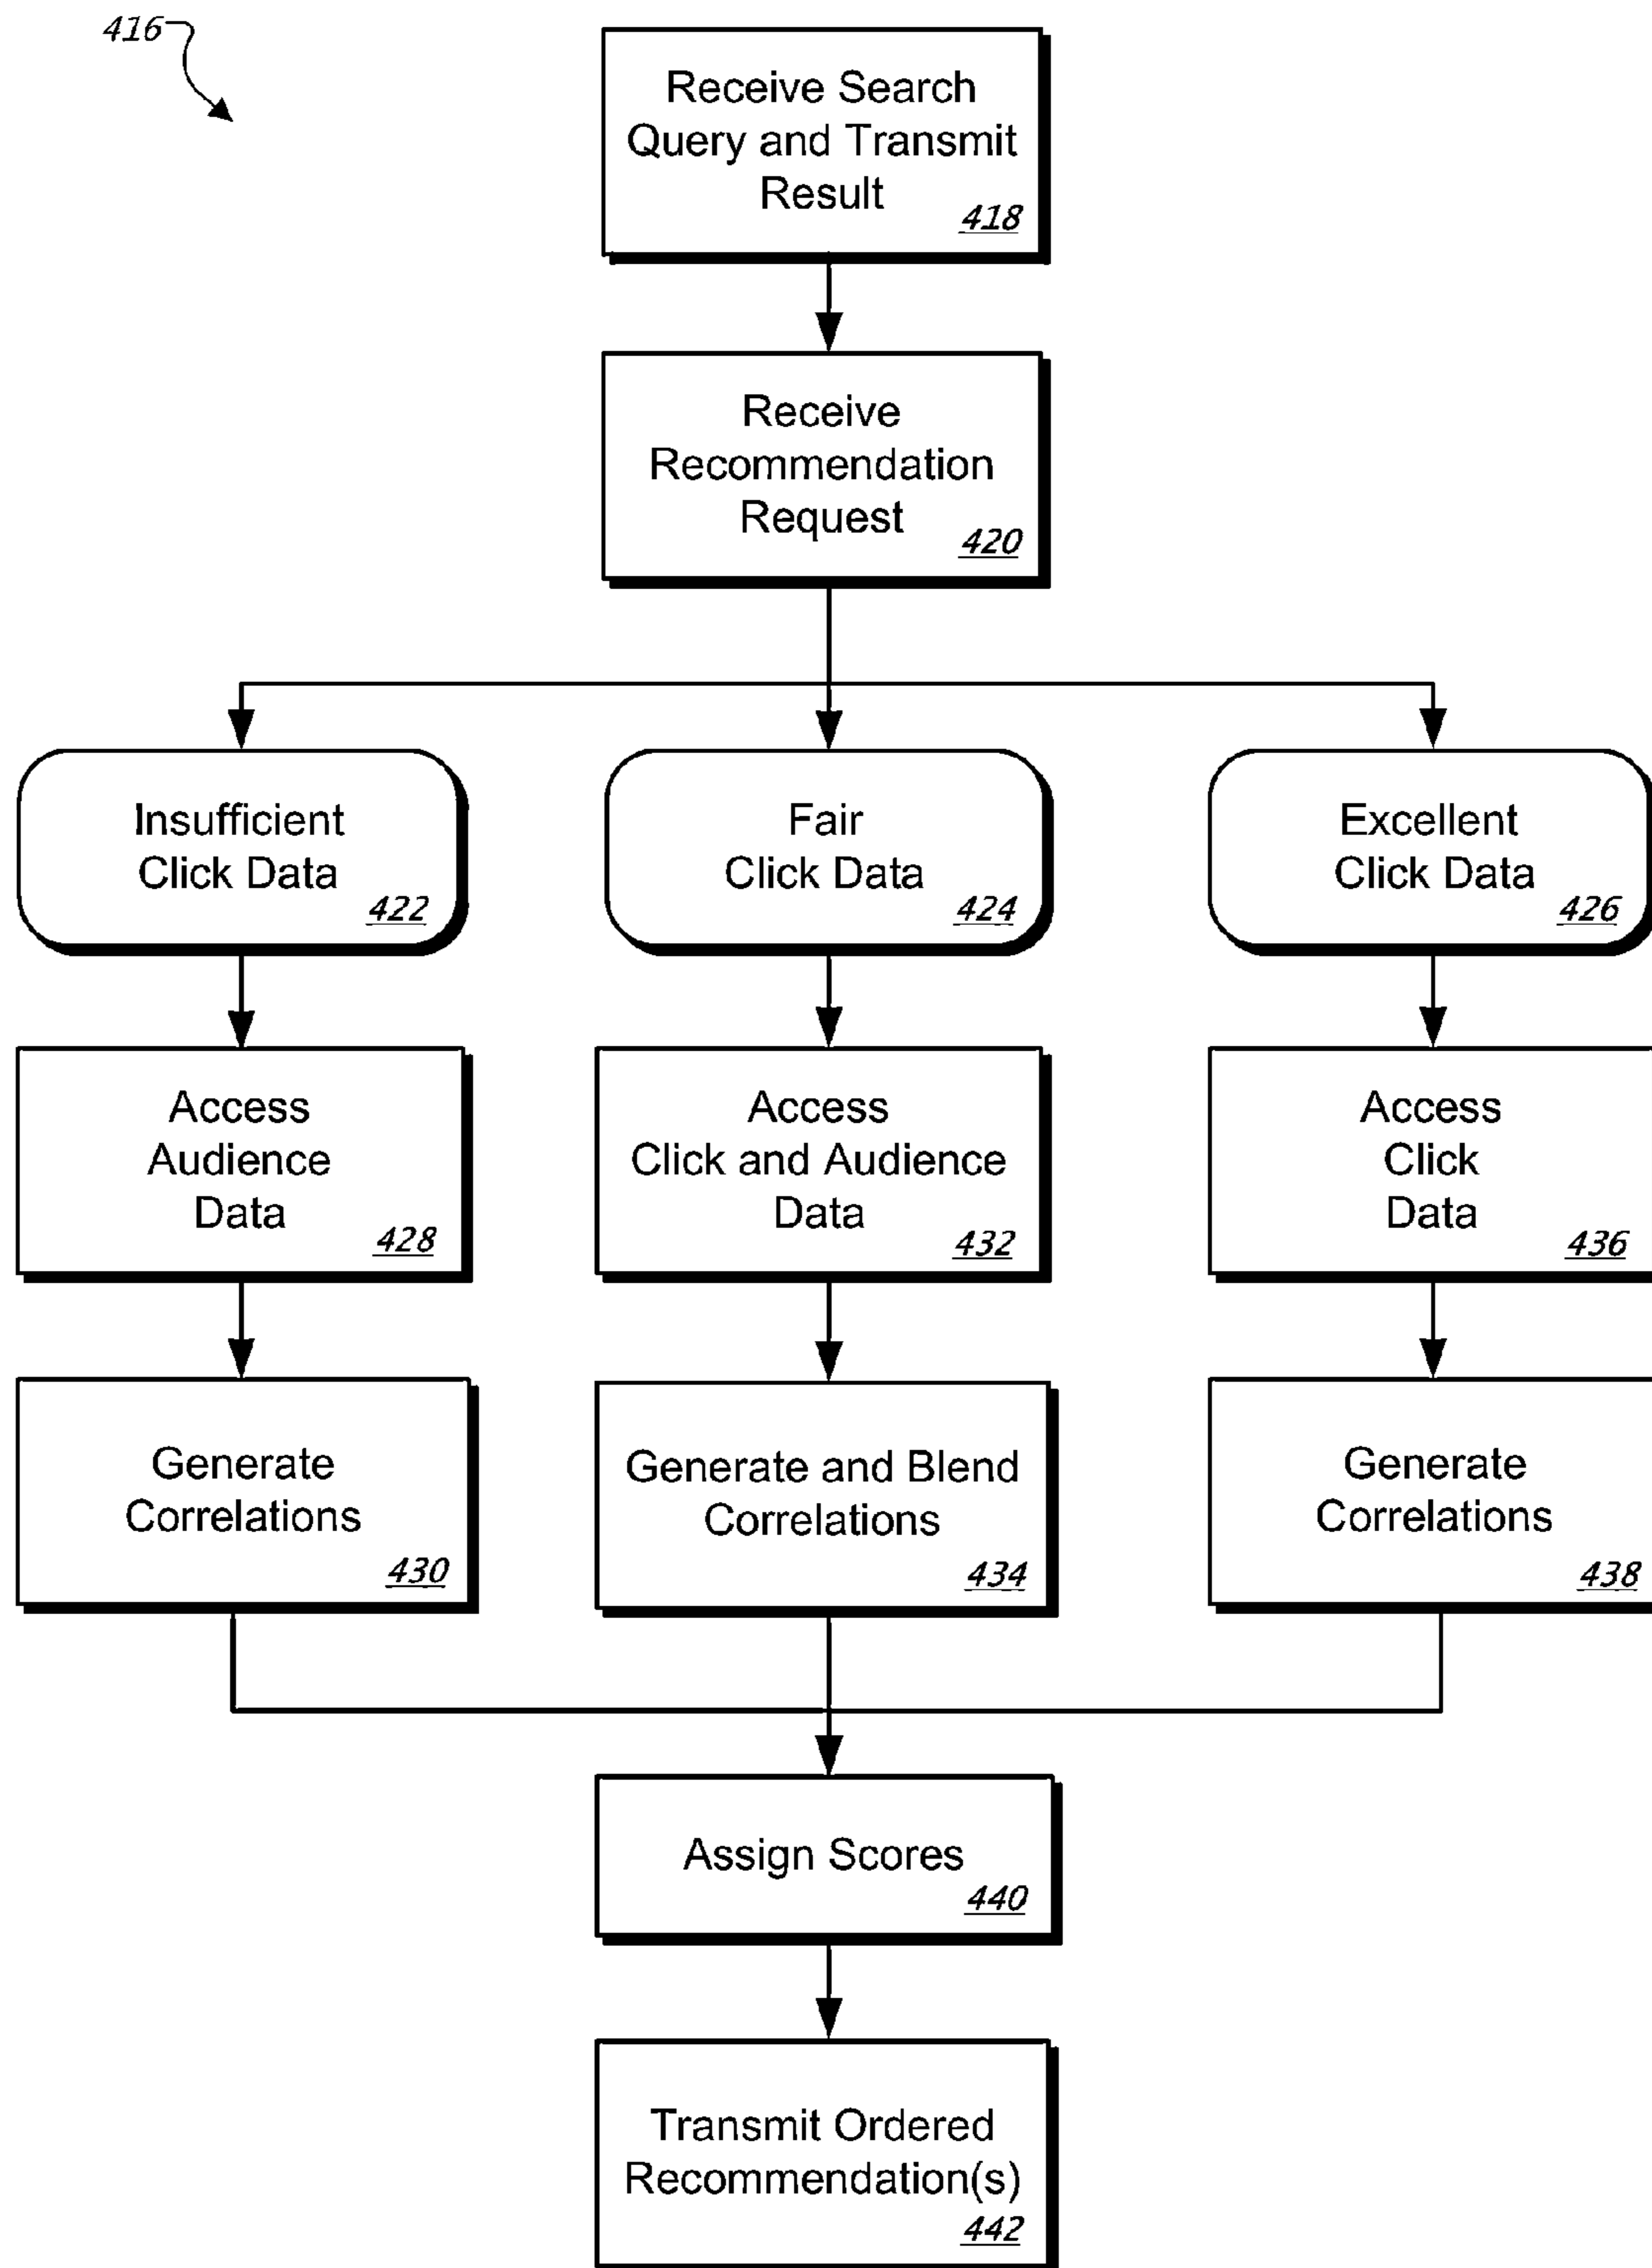 416
Receive Search
Query and Transmit
Result
418
Receive
Recommendation
Request
420
Insufficient
Click Data
422
Fair
Click Data
424
Excellent
Click Data
426
Access
Audience
Data
428
Access
Click and Audience
Data
432
Access
Click
Data
436
Generate
Correlations
430
Generate and Blend
Correlations
434
Generate
Correlations
438
Assign Scores
440
Transmit Ordered
Recommendation(s)
442